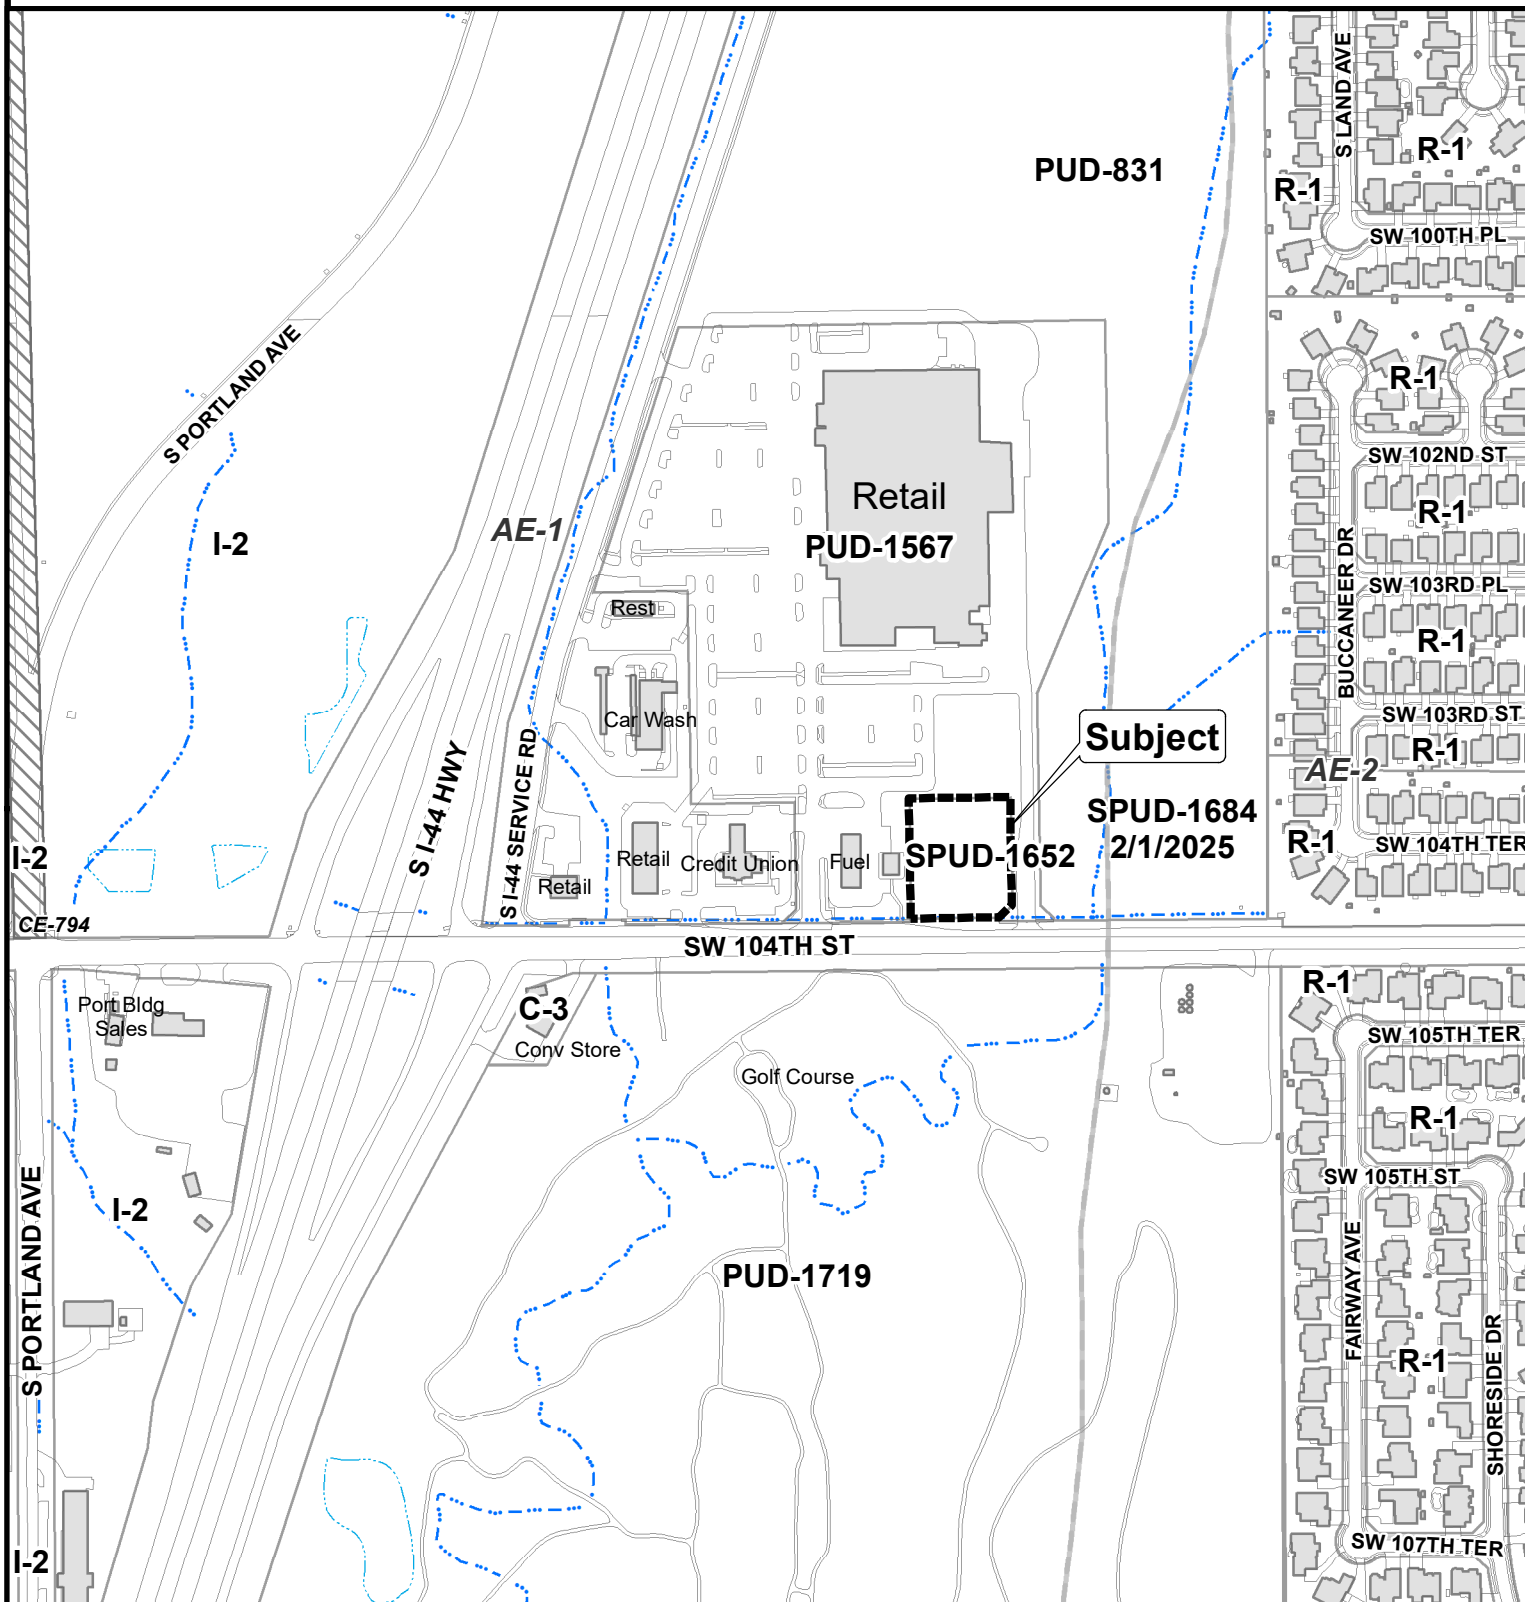 S LAND AVE
R-1
PUD-831
R-1
SW 100TH PL
S PORTLAND AVE
R-1
SW 102ND ST
Retail
R-1
AE-1
I-2
PUD-1567
BUCCANEER DR
SW 103RD PL
Rest
R-1
SW 103RD ST
Car Wash
Subject
R-1
AE-2
S I-44 HWY
S I-44 SERVICE RD
SPUD-1684
2/1/2025
R-1
SW 104TH TER
I-2
Retail
Credit Union
Fuel
SPUD-1652
Retail
CE-794
SW 104TH ST
R-1
Port Bldg
Sales
C-3
Conv Store
SW 105TH TER
Golf Course
R-1
SW 105TH ST
S PORTLAND AVE
I-2
PUD-1719
FAIRWAY AVE
R-1
SHORESIDE DR
SW 107TH TER
I-2